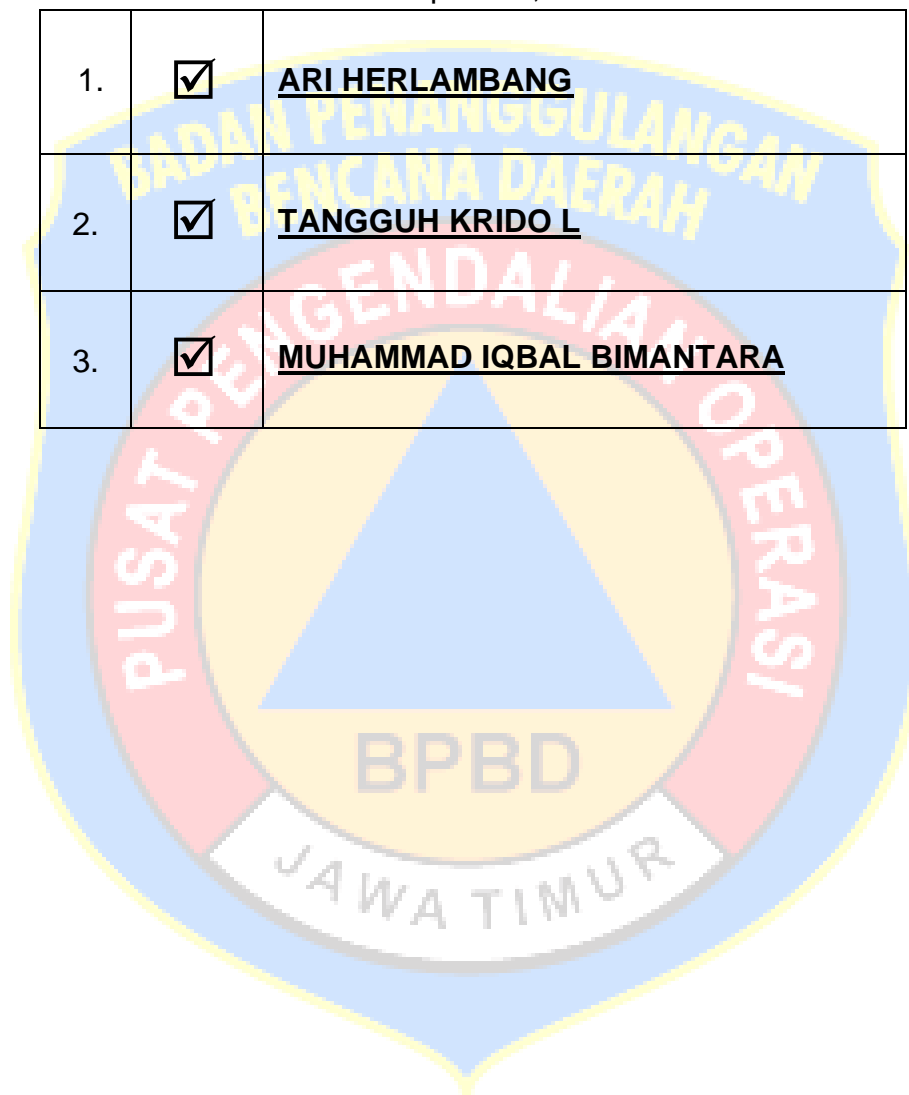 1. ☑ ARI HERLAMBANG
2. ☑ TANGGUH KRIDO L
3. ☑ MUHAMMAD IQBAL BIMANTARA
BADAN PENANGGULANGAN
BENCANA DAERAH
PUSAT PENGENDALIAN OPERASI
BPBD
JAWA TIMUR